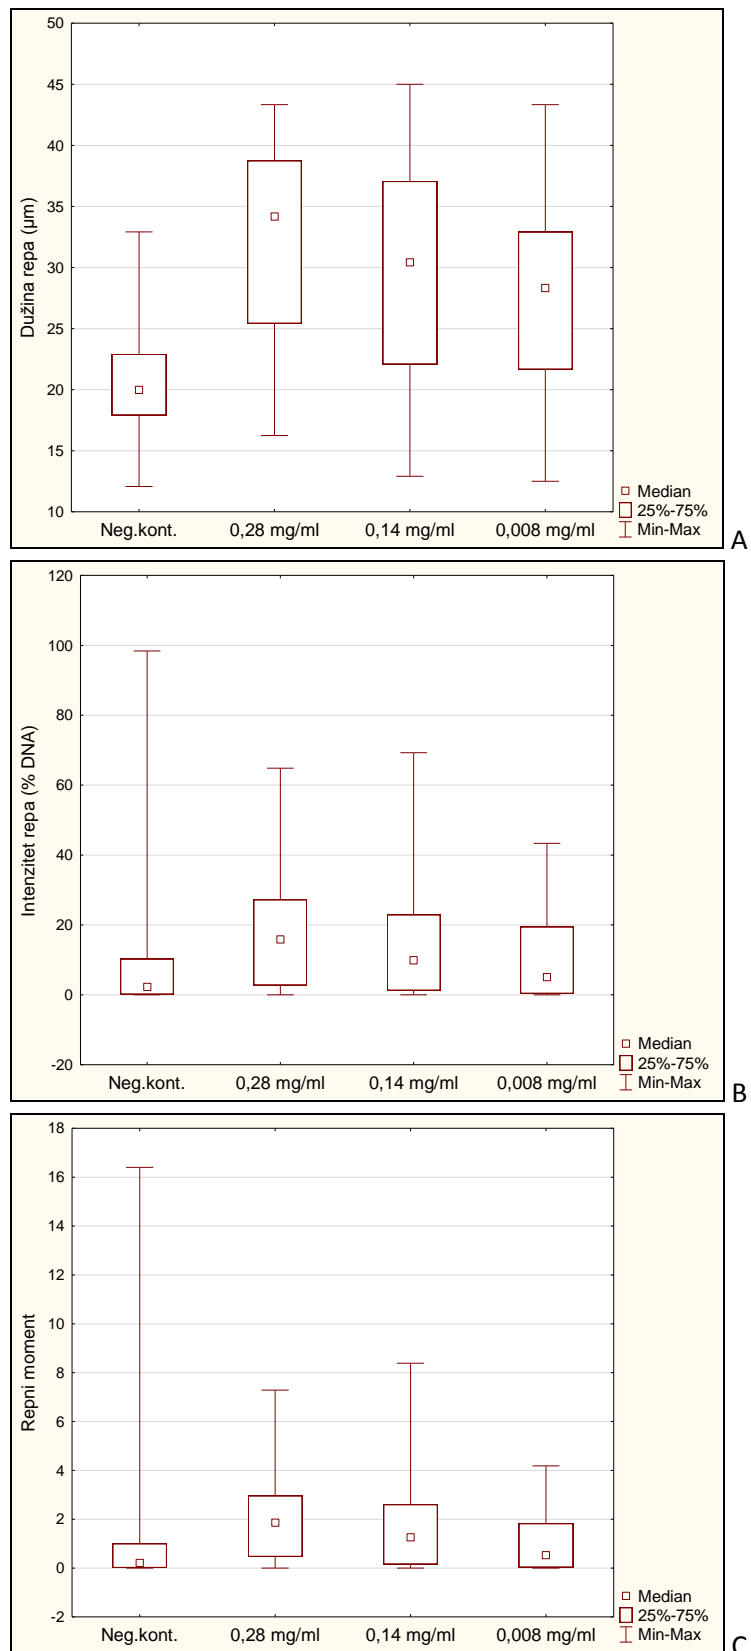 50
45
40
35
30
25
20
15
10
Dužina repa (µm)
Neg.kont.
0,28 mg/ml
0,14 mg/ml
0,008 mg/ml
Median
25%-75%
Min-Max
A
120
100
80
60
40
20
0
-20
Intenzitet repa (% DNA)
Neg.kont.
0,28 mg/ml
0,14 mg/ml
0,008 mg/ml
Median
25%-75%
Min-Max
B
18
16
14
12
10
8
6
4
2
0
-2
Repni moment
Neg.kont.
0,28 mg/ml
0,14 mg/ml
0,008 mg/ml
Median
25%-75%
Min-Max
C